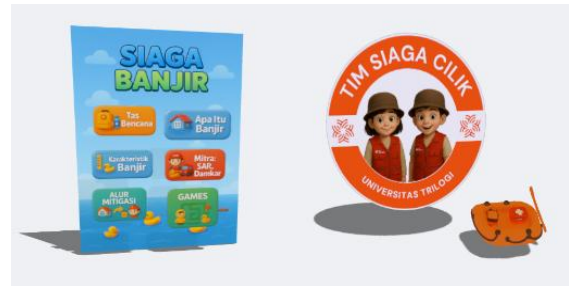 SIAGA
BANJIR
Tas
Bencana
Apa Itu
Banjir
Karakteristik
Banjir
Mitra:
SAR,
Damkar
ALUR
MITIGASI
GAMES
TIM SIAGA CILIK
UNIVERSITAS TRILOGI